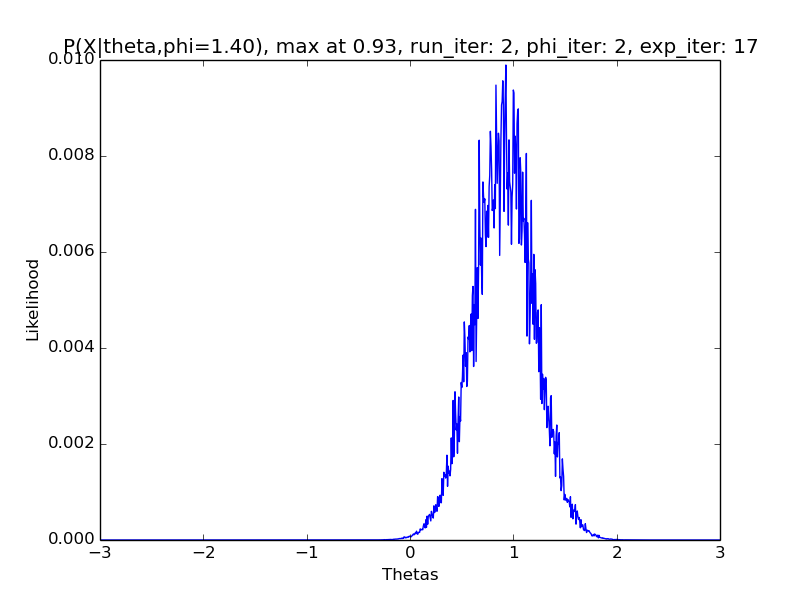 P(X|theta,phi=1.40), max at 0.93, run_iter: 2, phi_iter: 2, exp_iter: 17
0.010
0.008
0.006
0.004
0.002
0.000
Likelihood
−3 −2 −1 0 1 2 3
Thetas